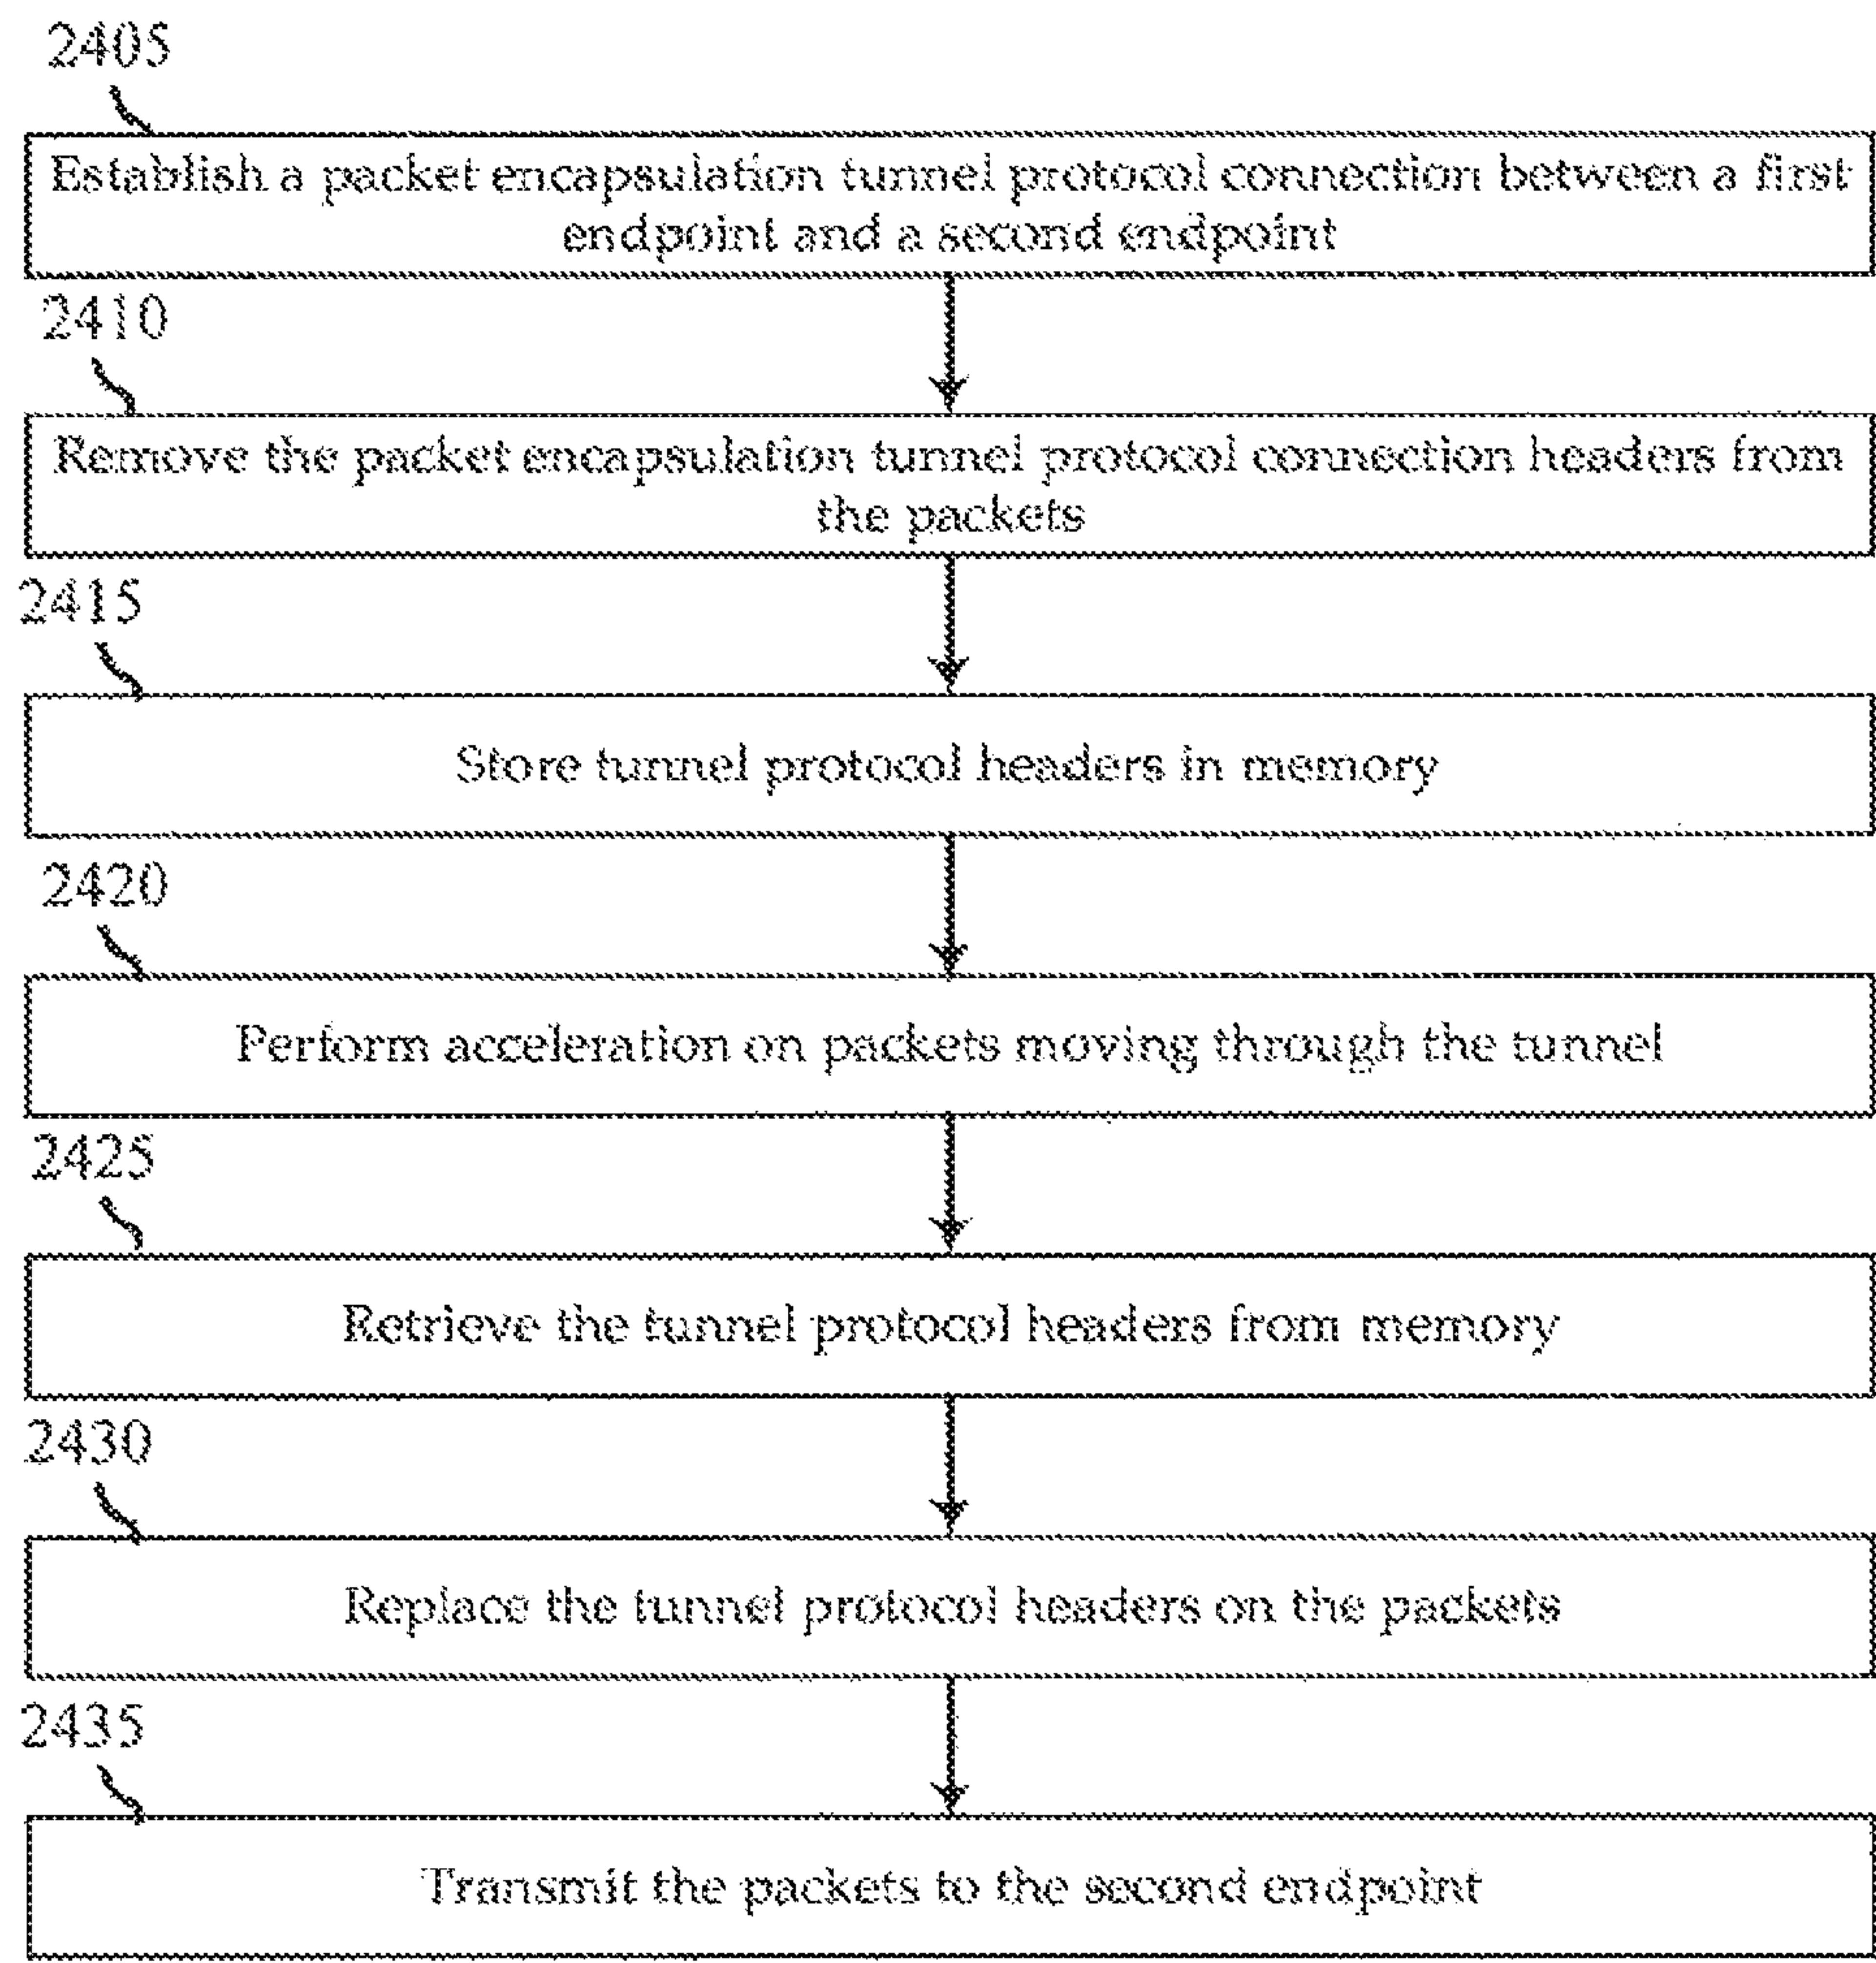 2405
Establish a packet encapsulation tunnel protocol connection between a first
endpoint and a second endpoint
2410
Remove the packet encapsulation tunnel protocol connection headers from
the packets
2415
Store tunnel protocol headers in memory
2420
Perform acceleration on packets moving through the tunnel
2425
Retrieve the tunnel protocol headers from memory
2430
Replace the tunnel protocol headers on the packets
2435
Transmit the packets to the second endpoint